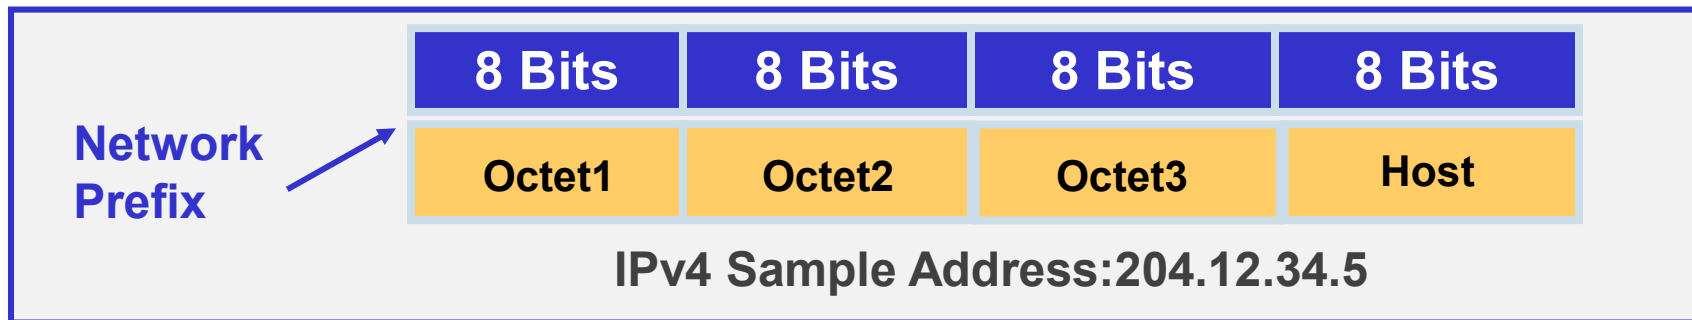 8 Bits 8 Bits 8 Bits 8 Bits
Network
Prefix
Octet1 Octet2 Octet3 Host
IPv4 Sample Address:204.12.34.5